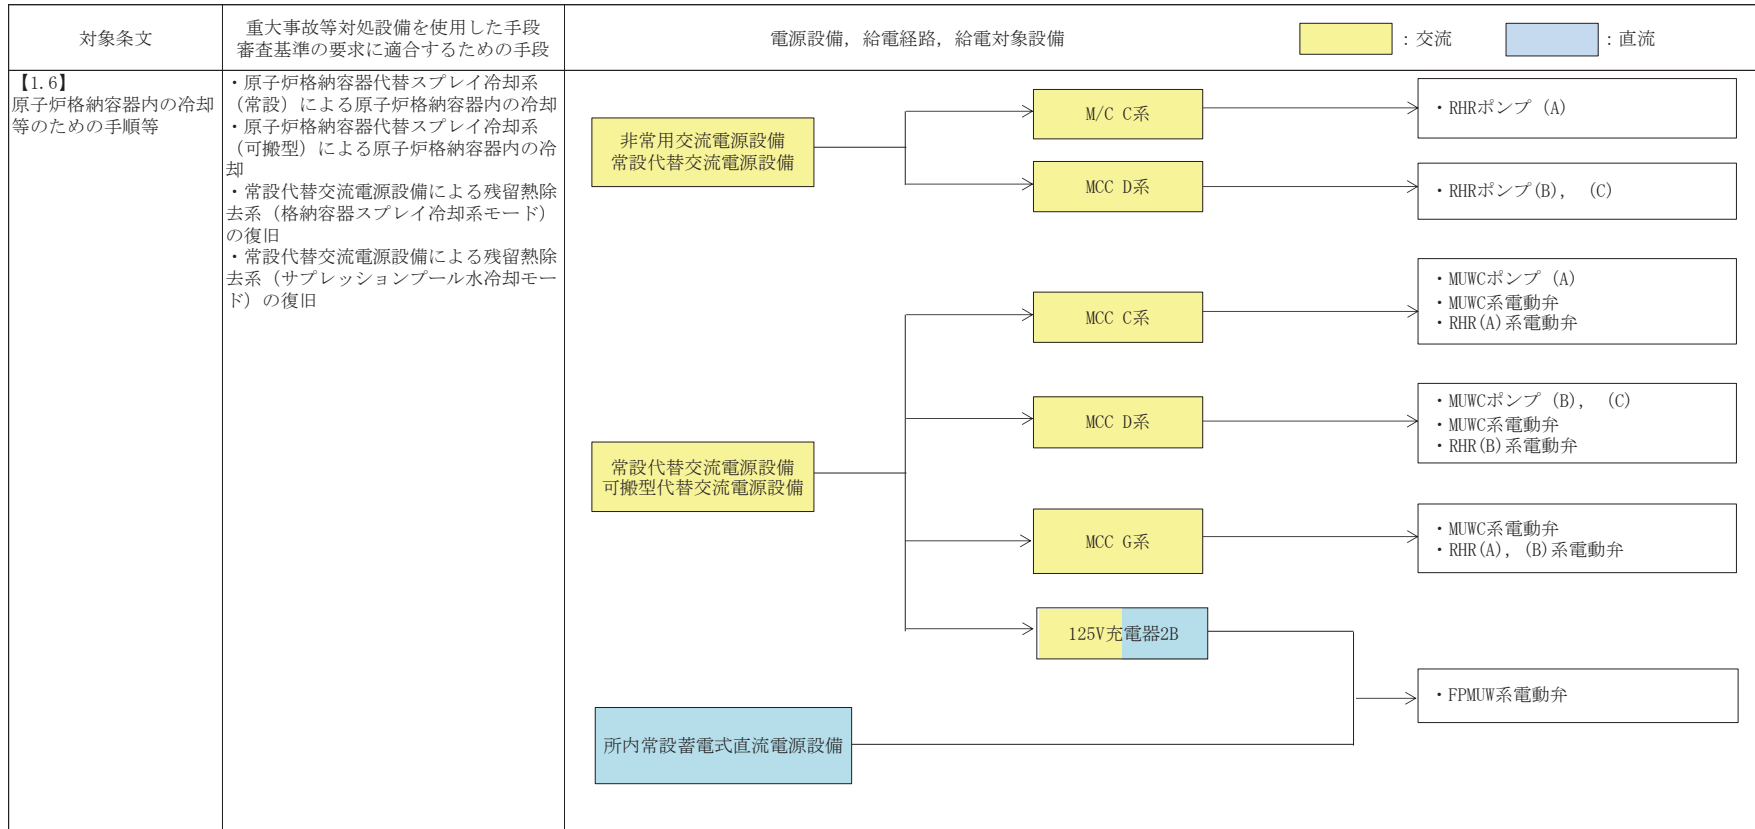 対象条文
重大事故等対処設備を使用した手段
審査基準の要求に適合するための手段
電源設備，給電経路，給電対象設備
：交流
：直流
【1.6】
原子炉格納容器内の冷却
等のための手順等
・原子炉格納容器代替スプレイ冷却系
（常設）による原子炉格納容器内の冷却
・原子炉格納容器代替スプレイ冷却系
（可搬型）による原子炉格納容器内の冷
却
・常設代替交流電源設備による残留熱除
去系（格納容器スプレイ冷却系モード）
の復旧
・常設代替交流電源設備による残留熱除
去系（サプレッションプール水冷却モー
ド）の復旧
非常用交流電源設備
常設代替交流電源設備
M/C C系
・RHRポンプ (A)
MCC D系
・RHRポンプ(B), (C)
常設代替交流電源設備
可搬型代替交流電源設備
MCC C系
・MUWCポンプ (A)
・MUWC系電動弁
・RHR(A)系電動弁
MCC D系
・MUWCポンプ (B), (C)
・MUWC系電動弁
・RHR(B)系電動弁
MCC G系
・MUWC系電動弁
・RHR(A), (B)系電動弁
125V充電器2B
・FPMUW系電動弁
所内常設蓄電式直流電源設備